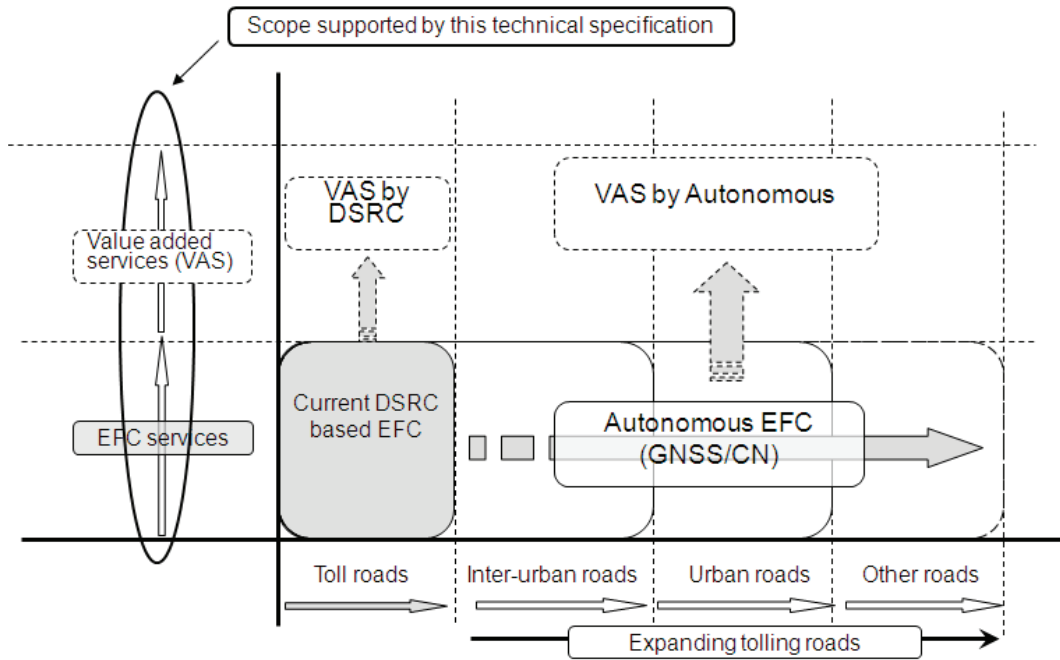 Scope supported by this technical specification
VAS by
DSRC
VAS by Autonomous
Value added
services (VAS)
Current DSRC
based EFC
Autonomous EFC
(GNSS/CN)
EFC services
Toll roads
Inter-urban roads
Urban roads
Other roads
Expanding tolling roads